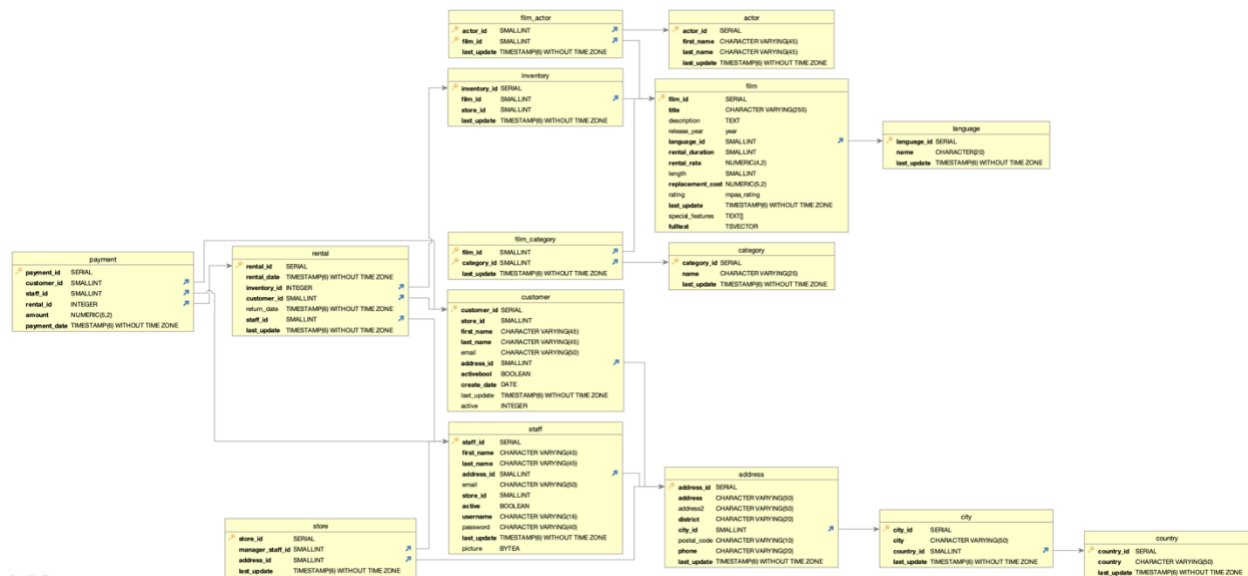 film_actor
actor_id SMALLINT
film_id SMALLINT
last_update TIMESTAMP(6) WITHOUT TIME ZONE
actor
actor_id SERIAL
first_name CHARACTER VARYING(45)
last_name CHARACTER VARYING(45)
last_update TIMESTAMP(6) WITHOUT TIME ZONE
inventory
inventory_id SERIAL
film_id SMALLINT
store_id SMALLINT
last_update TIMESTAMP(6) WITHOUT TIME ZONE
film
film_id SERIAL
title CHARACTER VARYING(255)
description TEXT
release_year year
language_id SMALLINT
rental_duration SMALLINT
rental_rate NUMERIC(4,2)
length SMALLINT
replacement_cost NUMERIC(5,2)
rating mpaa_rating
last_update TIMESTAMP(6) WITHOUT TIME ZONE
special_features TEXT[]
fulltext TSVECTOR
language
language_id SERIAL
name CHARACTER(20)
last_update TIMESTAMP(6) WITHOUT TIME ZONE
film_category
film_id SMALLINT
category_id SMALLINT
last_update TIMESTAMP(6) WITHOUT TIME ZONE
category
category_id SERIAL
name CHARACTER VARYING(25)
last_update TIMESTAMP(6) WITHOUT TIME ZONE
payment
payment_id SERIAL
customer_id SMALLINT
staff_id SMALLINT
rental_id INTEGER
amount NUMERIC(5,2)
payment_date TIMESTAMP(6) WITHOUT TIME ZONE
rental
rental_id SERIAL
rental_date TIMESTAMP(6) WITHOUT TIME ZONE
inventory_id INTEGER
customer_id SMALLINT
return_date TIMESTAMP(6) WITHOUT TIME ZONE
staff_id SMALLINT
last_update TIMESTAMP(6) WITHOUT TIME ZONE
customer
customer_id SERIAL
store_id SMALLINT
first_name CHARACTER VARYING(45)
last_name CHARACTER VARYING(45)
email CHARACTER VARYING(50)
address_id SMALLINT
activebool BOOLEAN
create_date DATE
last_update TIMESTAMP(6) WITHOUT TIME ZONE
active INTEGER
staff
staff_id SERIAL
first_name CHARACTER VARYING(45)
last_name CHARACTER VARYING(45)
address_id SMALLINT
email CHARACTER VARYING(50)
store_id SMALLINT
active BOOLEAN
username CHARACTER VARYING(16)
password CHARACTER VARYING(40)
last_update TIMESTAMP(6) WITHOUT TIME ZONE
picture BYTEA
address
address_id SERIAL
address CHARACTER VARYING(50)
address2 CHARACTER VARYING(50)
district CHARACTER VARYING(20)
city_id SMALLINT
postal_code CHARACTER VARYING(10)
phone CHARACTER VARYING(20)
last_update TIMESTAMP(6) WITHOUT TIME ZONE
store
store_id SERIAL
manager_staff_id SMALLINT
address_id SMALLINT
last_update TIMESTAMP(6) WITHOUT TIME ZONE
city
city_id SERIAL
city CHARACTER VARYING(50)
country_id SMALLINT
last_update TIMESTAMP(6) WITHOUT TIME ZONE
country
country_id SERIAL
country CHARACTER VARYING(50)
last_update TIMESTAMP(6) WITHOUT TIME ZONE